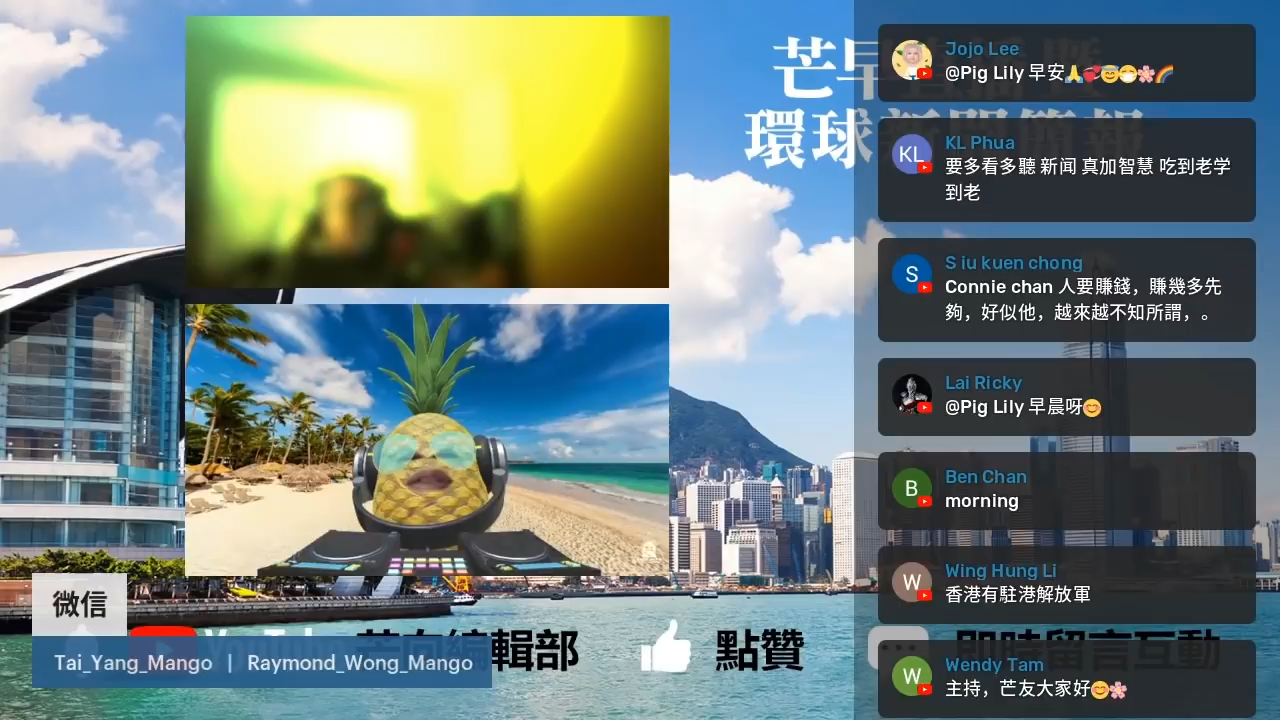 芒早
環球
Jojo Lee
@Pig Lily 早安🙏💞😇😁🌸🌈
KL Phua
KL
要多看多聽 新闻 真加智慧 吃到老学
到老
S iu kuen chong
S
Connie chan 人要賺錢，賺幾多先
夠，好似他，越來越不知所謂，。
Lai Ricky
@Pig Lily 早晨呀😊
Ben Chan
B
morning
Wing Hung Li
W
香港有駐港解放軍
Wendy Tam
W
主持，芒友大家好😊🌸
微信
Tai_Yang_Mango | Raymond_Wong_Mango
輯部
點贊
即時留言互動